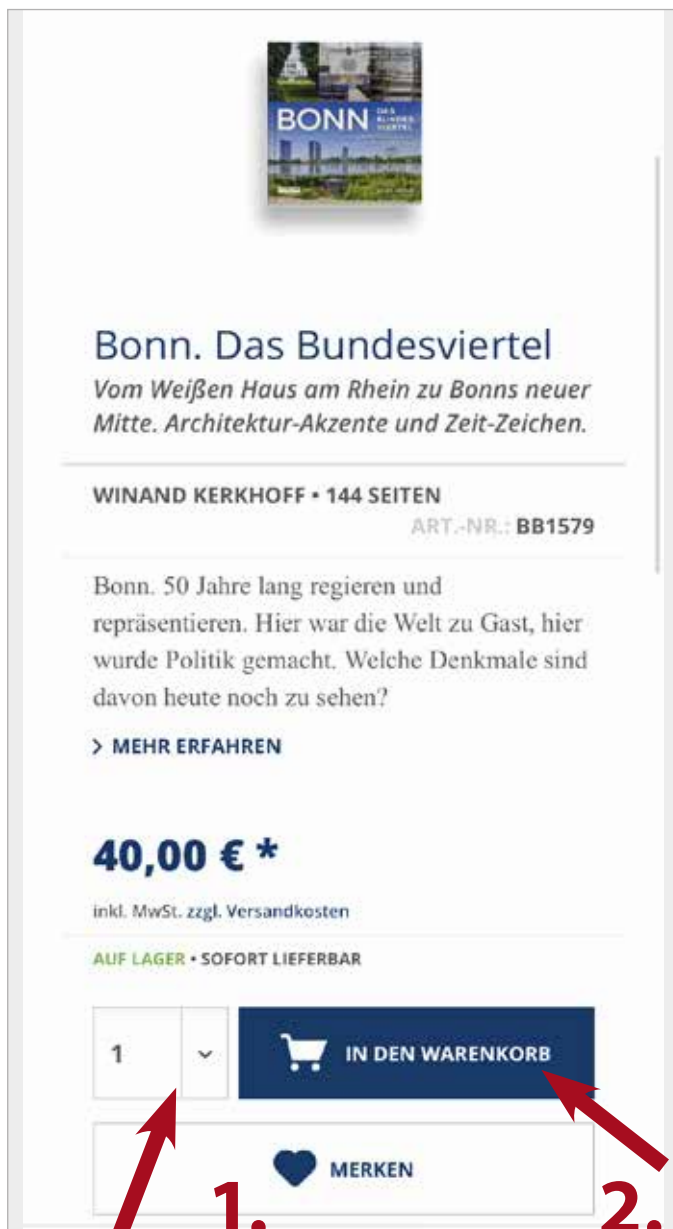 BONN DAS
BUNDES
VIERTEL
Bonn. Das Bundesviertel
Vom Weißen Haus am Rhein zu Bonns neuer
Mitte. Architektur-Akzente und Zeit-Zeichen.
WINAND KERKHOFF • 144 SEITEN
ART.-NR.: BB1579
Bonn. 50 Jahre lang regieren und
repräsentieren. Hier war die Welt zu Gast, hier
wurde Politik gemacht. Welche Denkmale sind
davon heute noch zu sehen?
> MEHR ERFAHREN
40,00 € *
inkl. MwSt. zzgl. Versandkosten
AUF LAGER • SOFORT LIEFERBAR
1
IN DEN WARENKORB
MERKEN
1.
2.